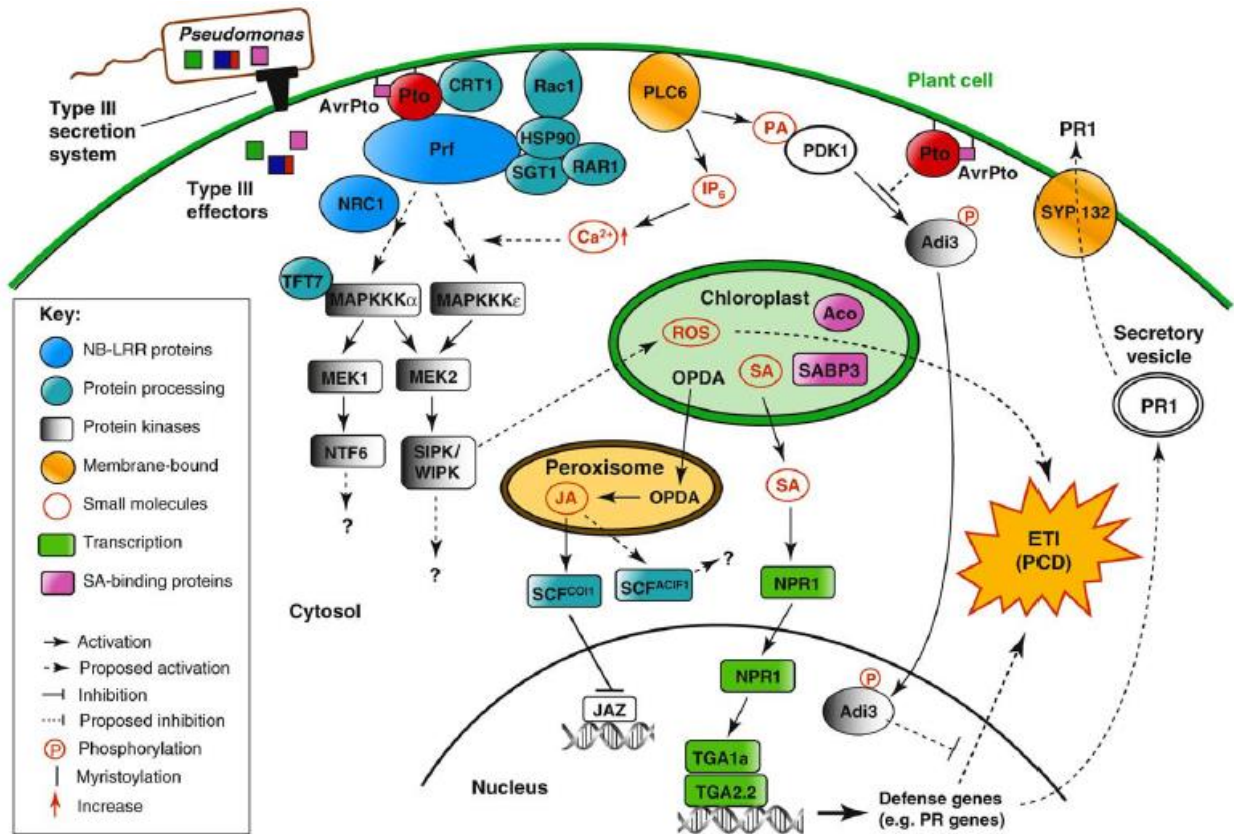 Pseudomonas
Type III
secretion
system
Type III
effectors
AvrPto
Pto
CRT1
Rac1
Prf
HSP90
SGT1
RAR1
NRC1
PLC6
PA
PDK1
IP₆
Ca²⁺
Plant cell
Pto
AvrPto
PR1
SYP132
P
Adi3
TFT7
MAPKKKα
MAPKKKε
MEK1
MEK2
NTF6
SIPK/
WIPK
?
?
Chloroplast
Aco
ROS
SA
SABP3
OPDA
Peroxisome
JA
OPDA
SA
SCFᶜᴼᴵ¹
SCFᴬᶜᴵᶠ¹
?
NPR1
Cytosol
Secretory
vesicle
PR1
ETI
(PCD)
NPR1
P
Adi3
JAZ
TGA1a
TGA2.2
Nucleus
Defense genes
(e.g. PR genes)
Key:
NB-LRR proteins
Protein processing
Protein kinases
Membrane-bound
Small molecules
Transcription
SA-binding proteins
Activation
Proposed activation
Inhibition
Proposed inhibition
P Phosphorylation
Myristoylation
Increase